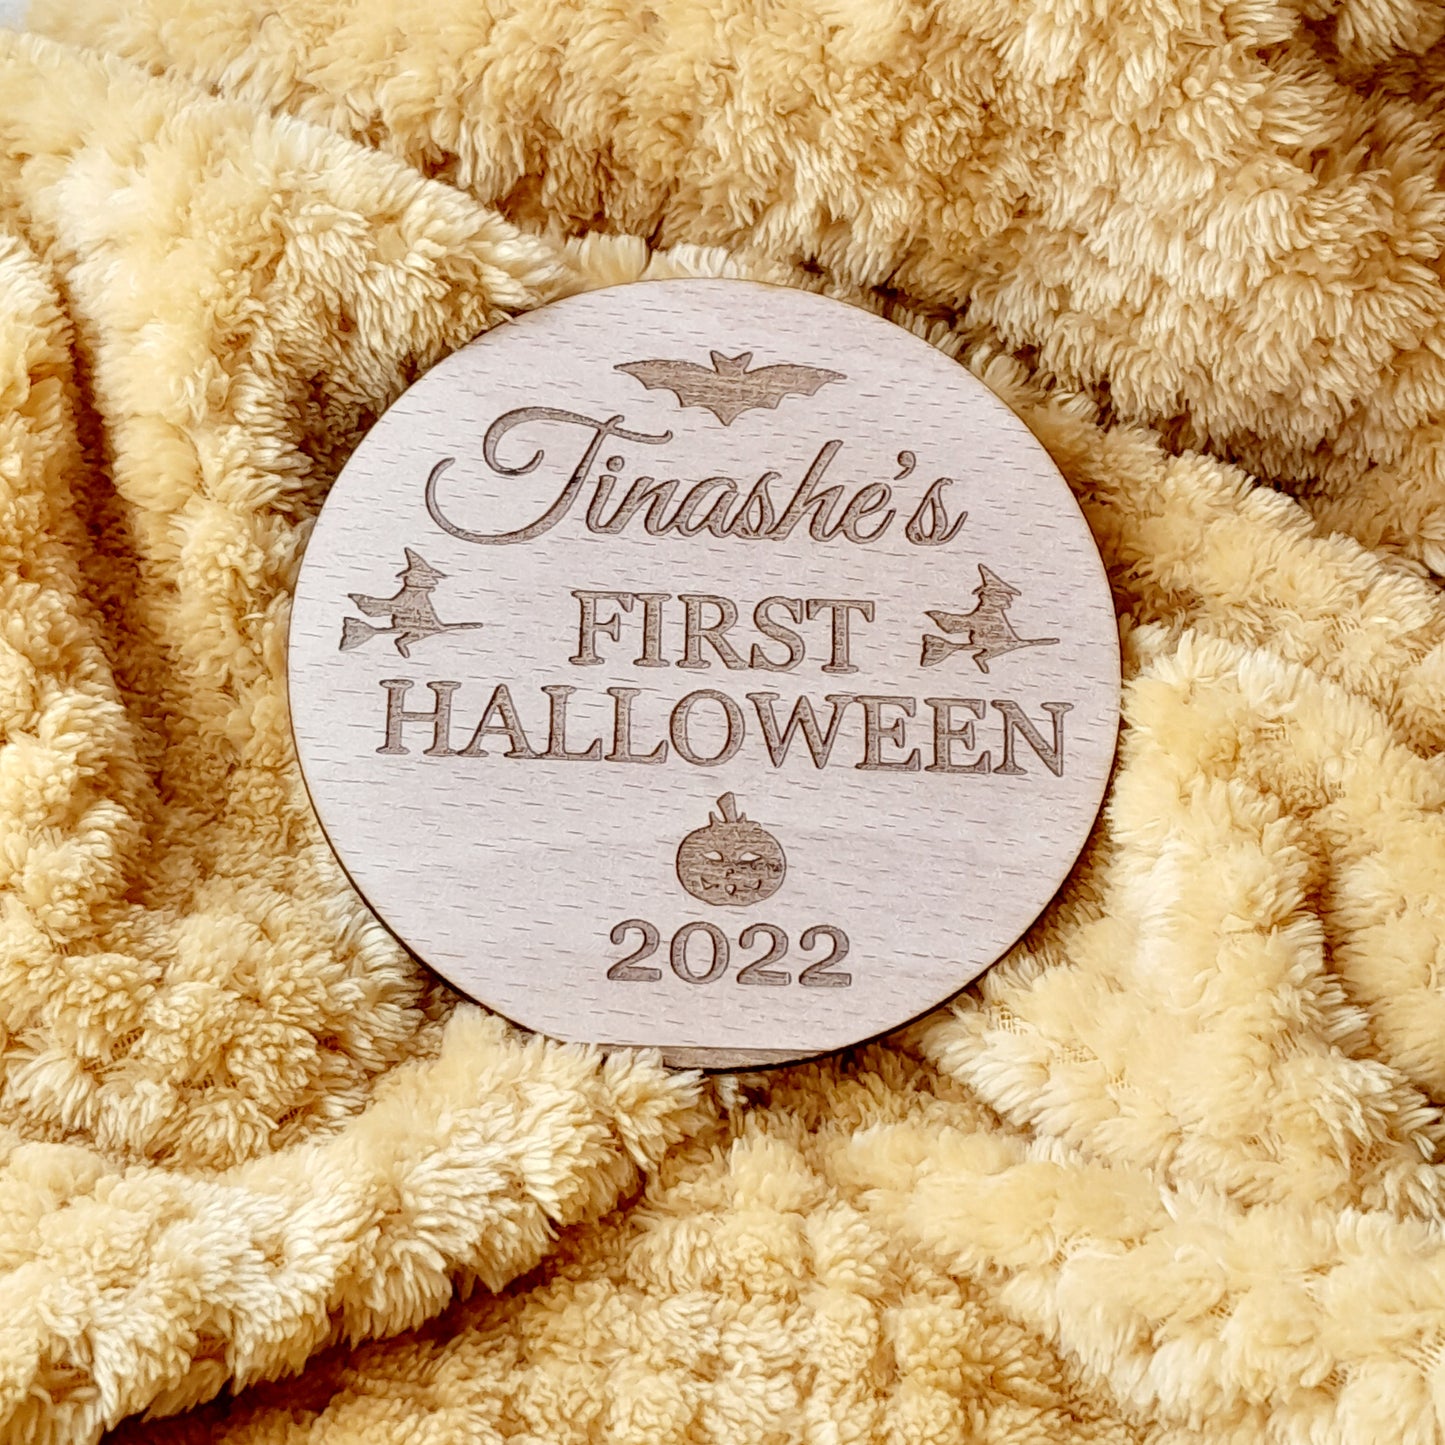 Tinashe's
FIRST
HALLOWEEN
2022